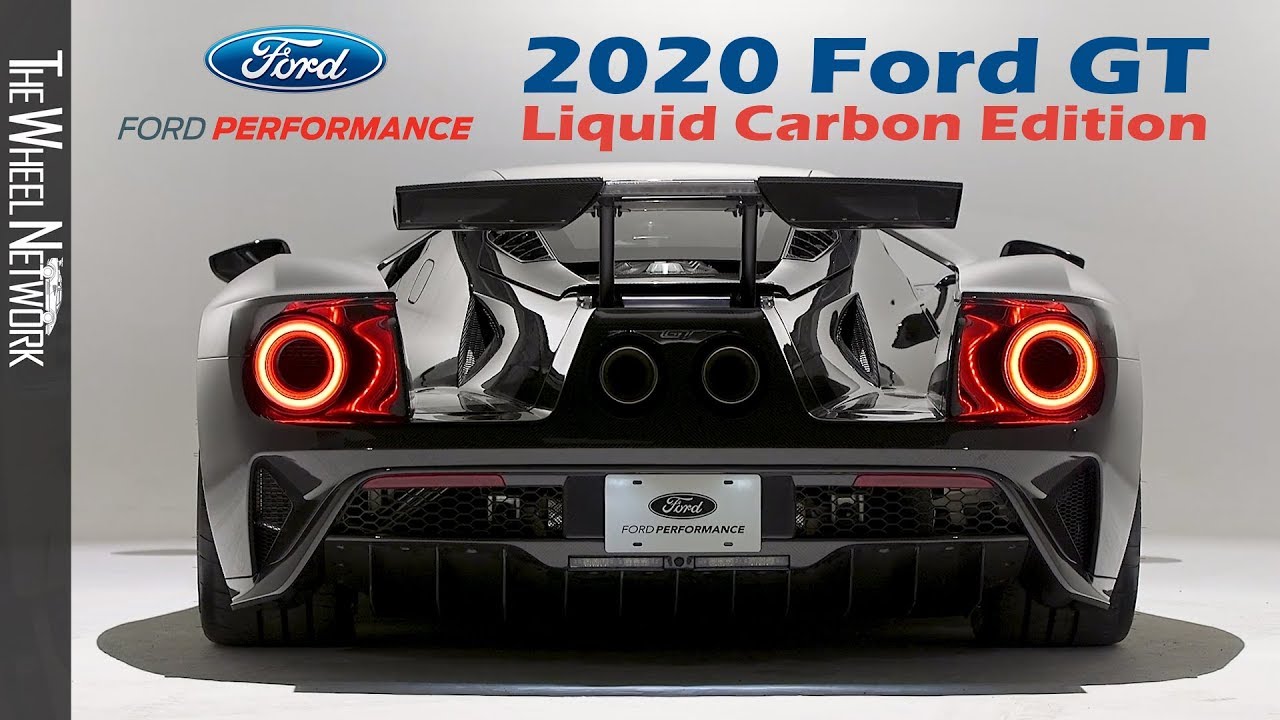 THE WHEEL NETWORK
Ford
FORD PERFORMANCE
2020 Ford GT
Liquid Carbon Edition
GT
Ford
FORD PERFORMANCE